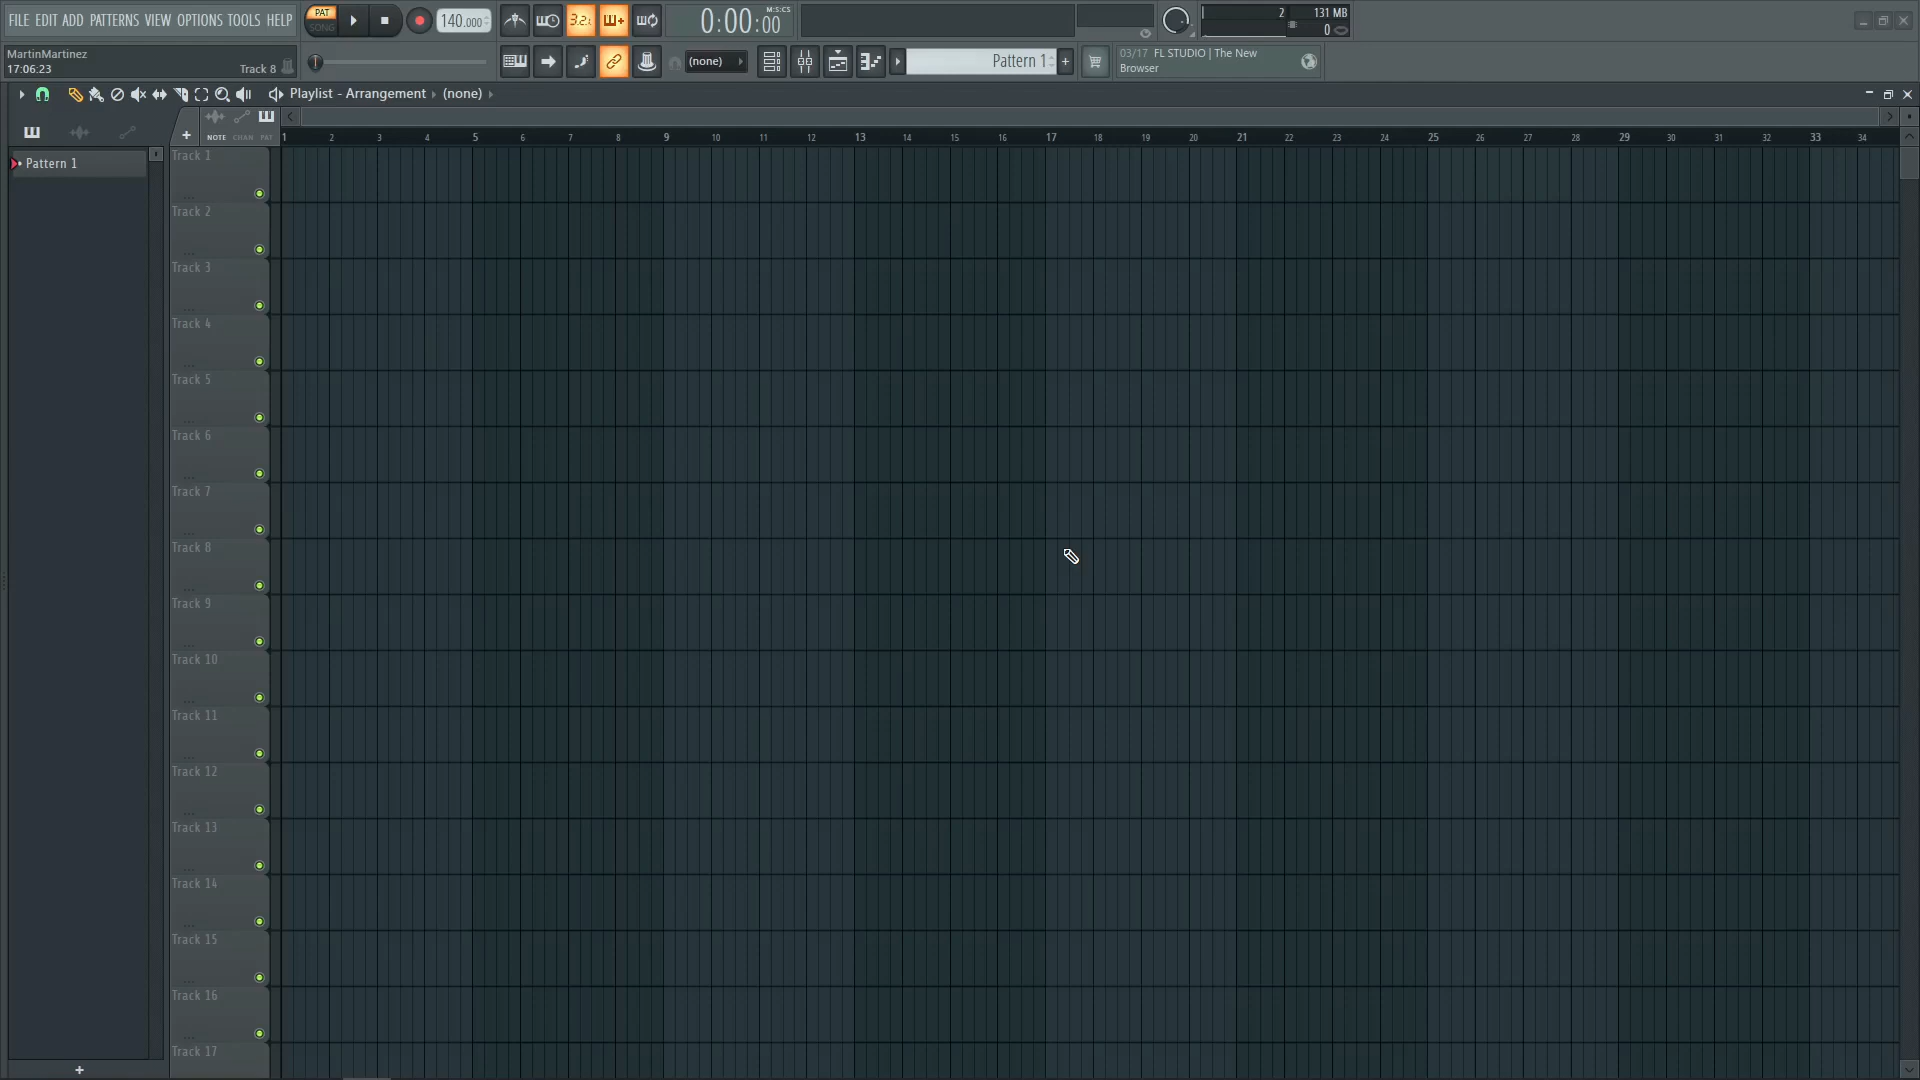 FILE EDIT ADD PATTERNS VIEW OPTIONS TOOLS HELP
PAT
SONG
140.000
3.2.
0:00:00
M:S:CS
2
131 MB
0
MartinMartinez
17:06:23
Track 8
(none)
Pattern 1
+
03/17 FL STUDIO | The New
Browser
Playlist - Arrangement (none)
NOTE CHAN PAT
+
1 2 3 4 5 6 7 8 9 10 11 12 13 14 15 16 17 18 19 20 21 22 23 24 25 26 27 28 29 30 31 32 33 34
Pattern 1
Track 1
Track 2
Track 3
Track 4
Track 5
Track 6
Track 7
Track 8
Track 9
Track 10
Track 11
Track 12
Track 13
Track 14
Track 15
Track 16
Track 17
+